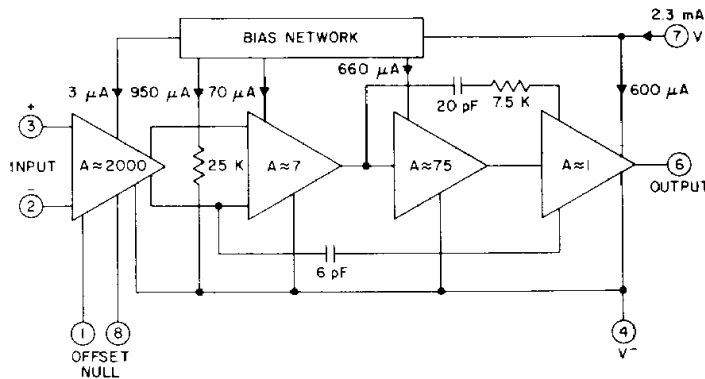 2.3 mA
BIAS NETWORK
7
V
660 μA
3 μA
950 μA
70 μA
20 pF
7.5 K
600 μA
+
3
INPUT
−
2
A≈2000
25 K
A≈7
A≈75
A≈1
6
OUTPUT
6 pF
1
8
OFFSET
NULL
4
V−